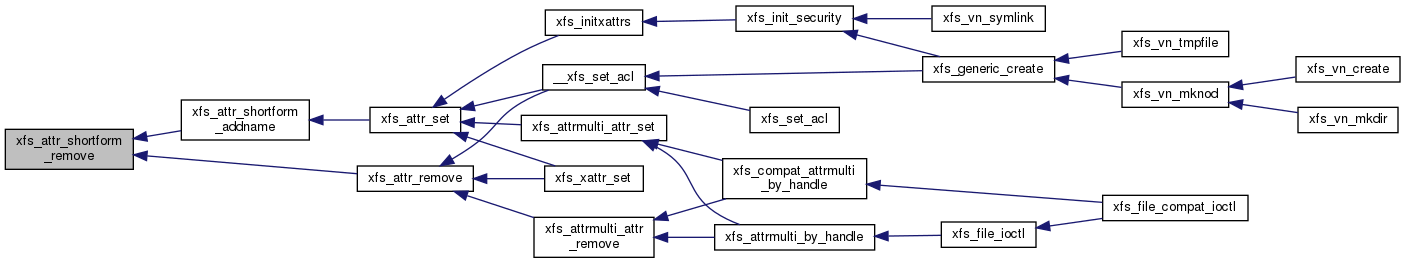 xfs_attr_shortform
_remove
xfs_attr_shortform
_addname
xfs_attr_set
xfs_attr_remove
xfs_initxattrs
__xfs_set_acl
xfs_attrmulti_attr_set
xfs_xattr_set
xfs_attrmulti_attr
_remove
xfs_init_security
xfs_set_acl
xfs_compat_attrmulti
_by_handle
xfs_attrmulti_by_handle
xfs_vn_symlink
xfs_generic_create
xfs_file_ioctl
xfs_vn_tmpfile
xfs_vn_mknod
xfs_file_compat_ioctl
xfs_vn_create
xfs_vn_mkdir